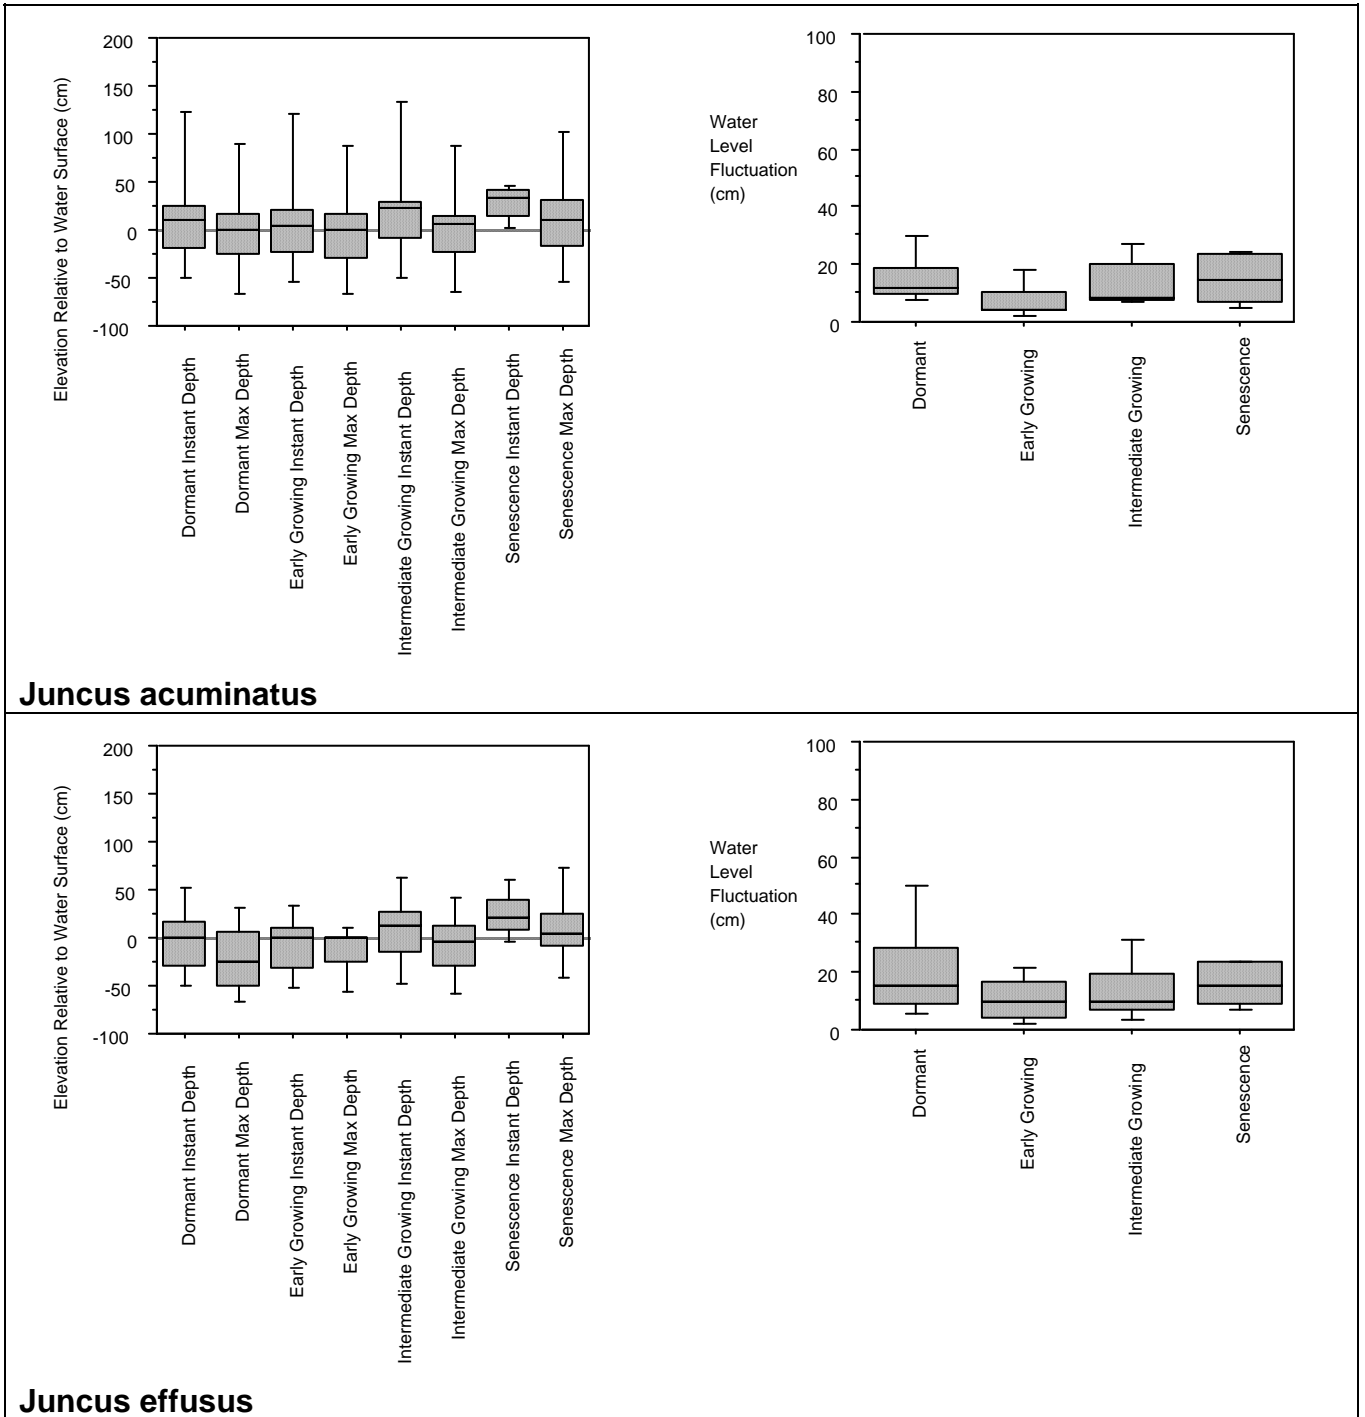 Elevation Relative to Water Surface (cm)
200
150
100
50
0
-50
-100
Dormant Instant Depth
Dormant Max Depth
Early Growing Instant Depth
Early Growing Max Depth
Intermediate Growing Instant Depth
Intermediate Growing Max Depth
Senescence Instant Depth
Senescence Max Depth
Water
Level
Fluctuation
(cm)
100
80
60
40
20
0
Dormant
Early Growing
Intermediate Growing
Senescence
Juncus acuminatus
Elevation Relative to Water Surface (cm)
200
150
100
50
0
-50
-100
Dormant Instant Depth
Dormant Max Depth
Early Growing Instant Depth
Early Growing Max Depth
Intermediate Growing Instant Depth
Intermediate Growing Max Depth
Senescence Instant Depth
Senescence Max Depth
Water
Level
Fluctuation
(cm)
100
80
60
40
20
0
Dormant
Early Growing
Intermediate Growing
Senescence
Juncus effusus